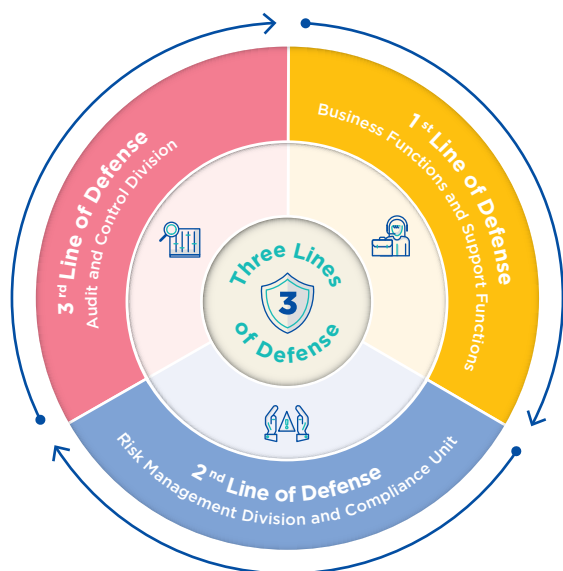 Three Lines
3
of Defense
1st Line of Defense
Business Functions and Support Functions
2nd Line of Defense
Risk Management Division and Compliance Unit
3rd Line of Defense
Audit and Control Division